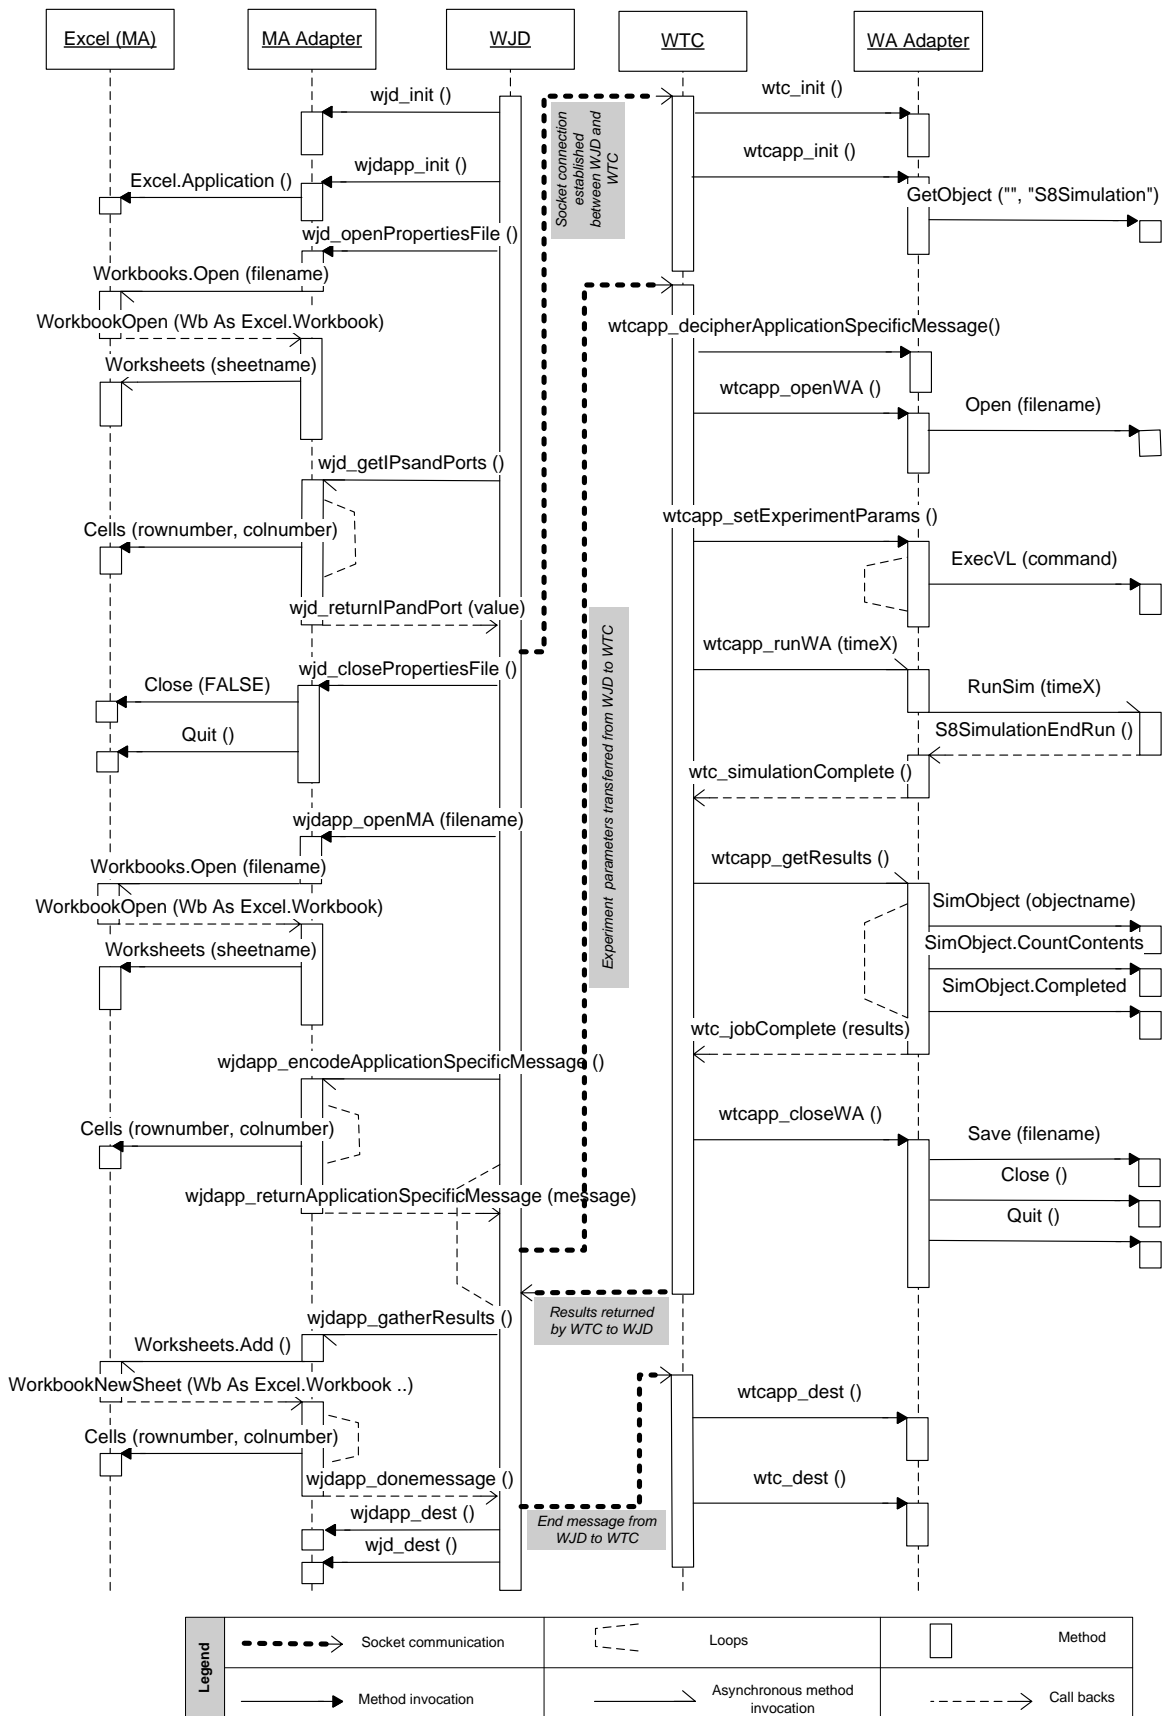 Excel (MA)
MA Adapter
WJD
WTC
WA Adapter
wjd_init ()
wjdapp_init ()
Excel.Application ()
wjd_openPropertiesFile ()
Workbooks.Open (filename)
WorkbookOpen (Wb As Excel.Workbook)
Worksheets (sheetname)
wjd_getIPsandPorts ()
Cells (rownumber, colnumber)
wjd_returnIPandPort (value)
wjd_closePropertiesFile ()
Close (FALSE)
Quit ()
wjdapp_openMA (filename)
Workbooks.Open (filename)
WorkbookOpen (Wb As Excel.Workbook)
Worksheets (sheetname)
wjdapp_encodeApplicationSpecificMessage ()
Cells (rownumber, colnumber)
wjdapp_returnApplicationSpecificMessage (message)
wjdapp_gatherResults ()
Worksheets.Add ()
WorkbookNewSheet (Wb As Excel.Workbook ..)
Cells (rownumber, colnumber)
wjdapp_donemessage ()
wjdapp_dest ()
wjd_dest ()
Socket connection
established
between WJD and
WTC
Experiment parameters transferred from WJD to WTC
Results returned
by WTC to WJD
End message from
WJD to WTC
wtc_init ()
wtcapp_init ()
GetObject ("", "S8Simulation")
wtcapp_decipherApplicationSpecificMessage()
wtcapp_openWA ()
Open (filename)
wtcapp_setExperimentParams ()
ExecVL (command)
wtcapp_runWA (timeX)
RunSim (timeX)
S8SimulationEndRun ()
wtc_simulationComplete ()
wtcapp_getResults ()
SimObject (objectname)
SimObject.CountContents
SimObject.Completed
wtc_jobComplete (results)
wtcapp_closeWA ()
Save (filename)
Close ()
Quit ()
wtcapp_dest ()
wtc_dest ()
Legend
Socket communication
Loops
Method
Method invocation
Asynchronous method
invocation
Call backs